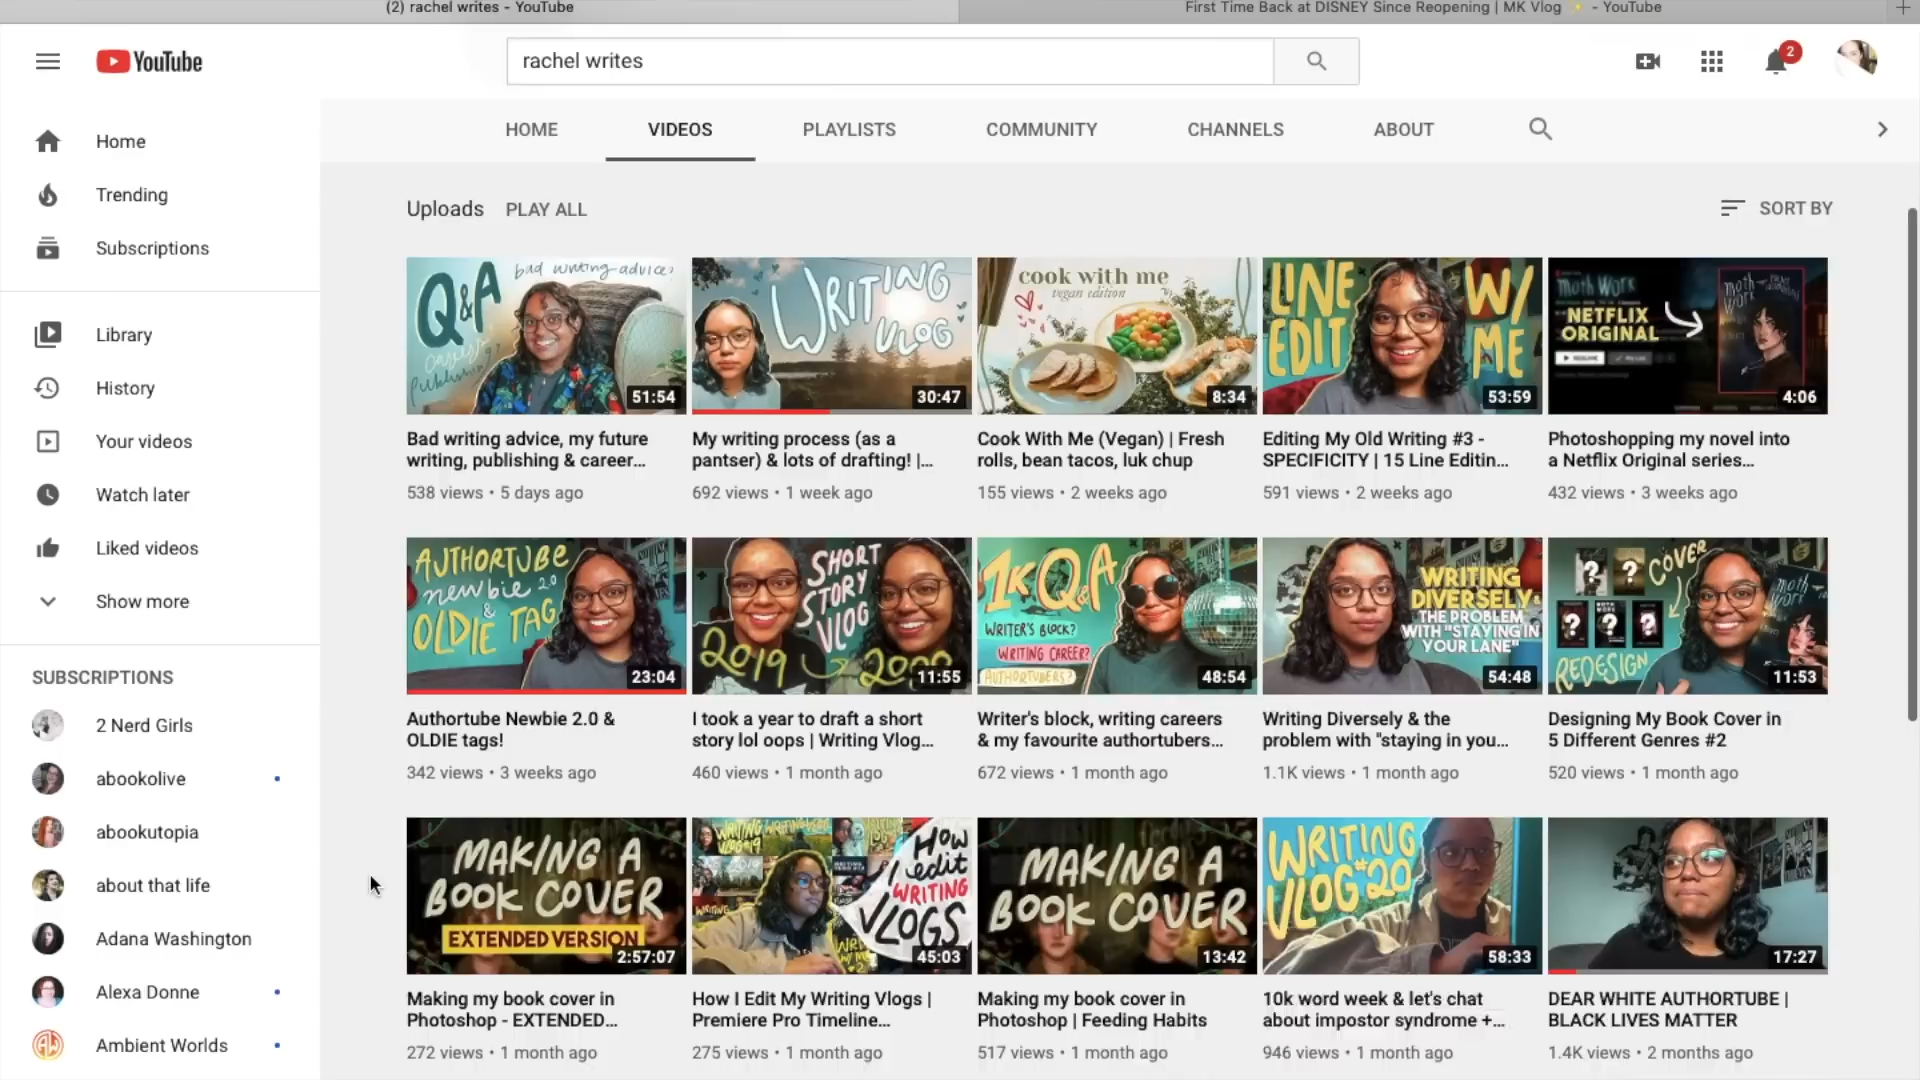 (2) rachel writes - YouTube
First Time Back at DISNEY Since Reopening | MK Vlog ✨ - YouTube
YouTube
rachel writes
2
HOME
VIDEOS
PLAYLISTS
COMMUNITY
CHANNELS
ABOUT
Home
Trending
Subscriptions
Library
History
Your videos
Watch later
Liked videos
Show more
SUBSCRIPTIONS
2 Nerd Girls
abookolive
abookutopia
about that life
Adana Washington
Alexa Donne
Ambient Worlds
Uploads
PLAY ALL
SORT BY
Q&A
bad writing advice?
51:54
Bad writing advice, my future
writing, publishing & career...
538 views • 5 days ago
WRITING
VLOG
30:47
My writing process (as a
pantser) & lots of drafting! |...
692 views • 1 week ago
cook with me
vegan edition
8:34
Cook With Me (Vegan) | Fresh
rolls, bean tacos, luk chup
155 views • 2 weeks ago
LINE
EDIT
W/
ME
53:59
Editing My Old Writing #3 -
SPECIFICITY | 15 Line Editin...
591 views • 2 weeks ago
Moth Work
NETFLIX
ORIGINAL
moth
work
4:06
Photoshopping my novel into
a Netflix Original series...
432 views • 3 weeks ago
AUTHORTUBE
newbie 2.0
&
OLDIE TAG
23:04
Authortube Newbie 2.0 &
OLDIE tags!
342 views • 3 weeks ago
SHORT
STORY
VLOG
2019
2020
11:55
I took a year to draft a short
story lol oops | Writing Vlog...
460 views • 1 month ago
1K Q&A
WRITER'S BLOCK?
WRITING CAREER?
AUTHORTUBERS?
48:54
Writer's block, writing careers
& my favourite authortubers...
672 views • 1 month ago
WRITING
DIVERSELY &
THE PROBLEM
WITH "STAYING IN
YOUR LANE"
54:48
Writing Diversely & the
problem with "staying in you...
1.1K views • 1 month ago
COVER
REDESIGN
moth
work
11:53
Designing My Book Cover in
5 Different Genres #2
520 views • 1 month ago
MAKING A
BOOK COVER
EXTENDED VERSION
2:57:07
Making my book cover in
Photoshop - EXTENDED...
272 views • 1 month ago
HOW
I edit
WRITING
VLOGS
45:03
How I Edit My Writing Vlogs |
Premiere Pro Timeline...
275 views • 1 month ago
MAKING A
BOOK COVER
13:42
Making my book cover in
Photoshop | Feeding Habits
517 views • 1 month ago
WRITING
VLOG #20
58:33
10k word week & let's chat
about impostor syndrome +...
946 views • 1 month ago
17:27
DEAR WHITE AUTHORTUBE |
BLACK LIVES MATTER
1.4K views • 2 months ago